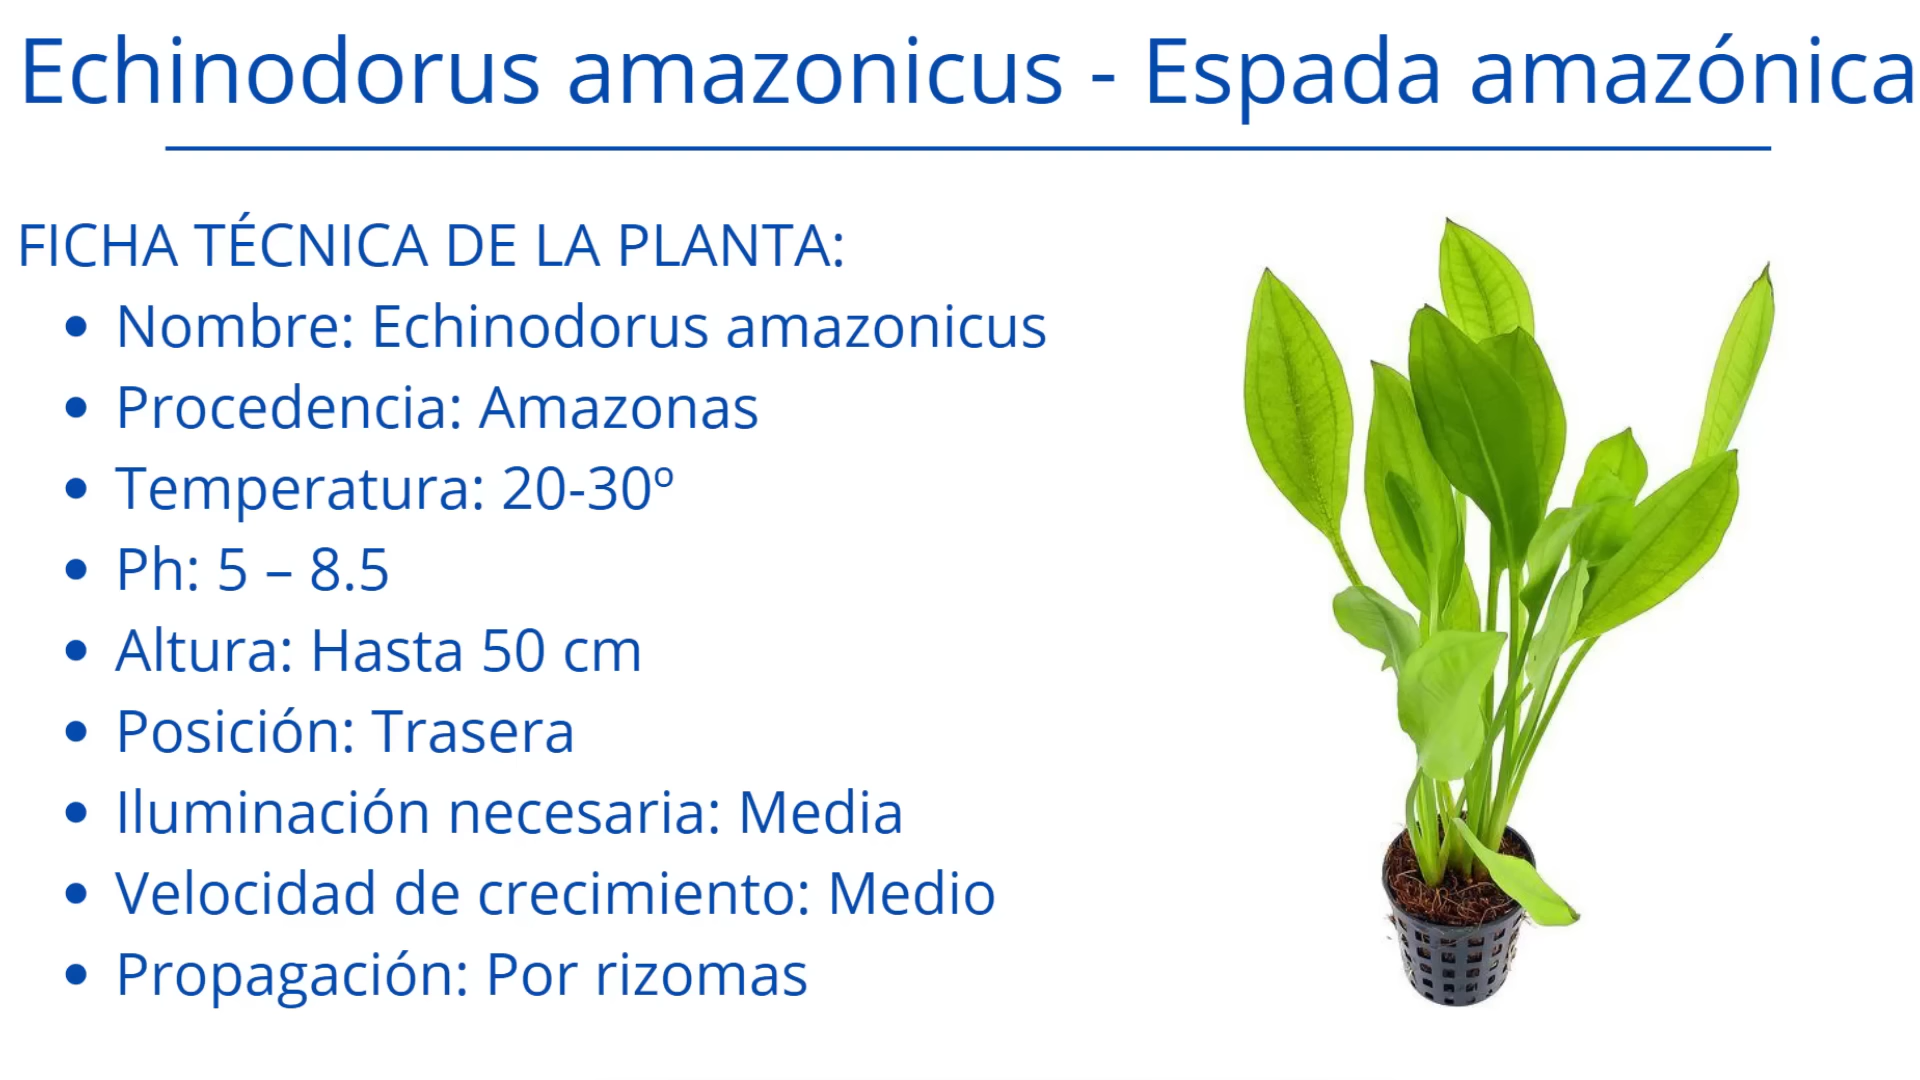 Echinodorus amazonicus - Espada amazónica
FICHA TÉCNICA DE LA PLANTA:
• Nombre: Echinodorus amazonicus
• Procedencia: Amazonas
• Temperatura: 20-30º
• Ph: 5 – 8.5
• Altura: Hasta 50 cm
• Posición: Trasera
• Iluminación necesaria: Media
• Velocidad de crecimiento: Medio
• Propagación: Por rizomas